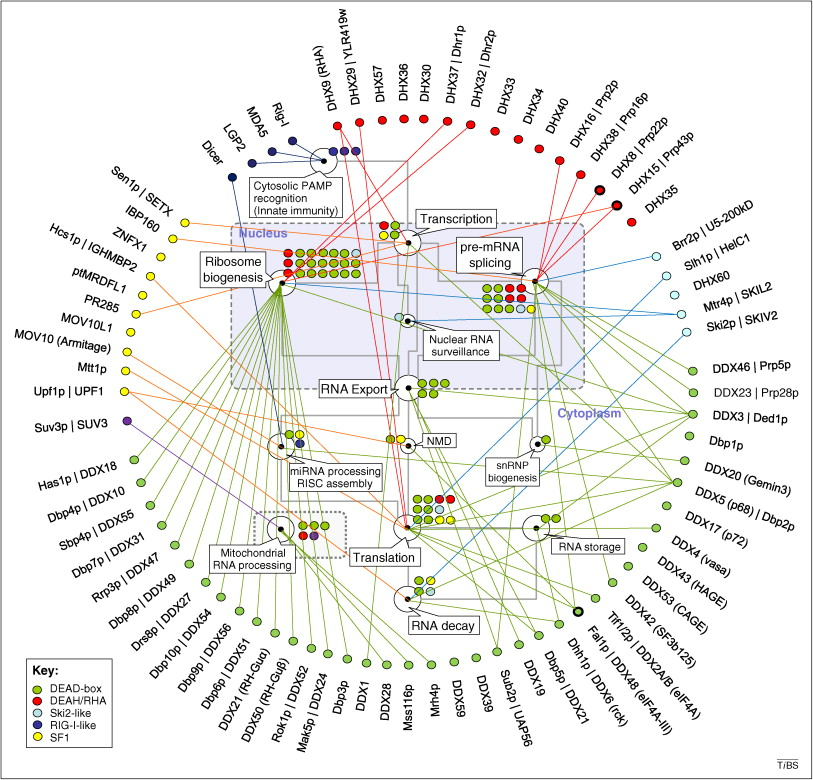 DHX9 (RHA)
DHX29 | YLR419w
DHX57
DHX36
DHX30
DHX37 | Dhr1p
DHX32 | Dhr2p
DHX33
DHX34
DHX40
DHX16 | Prp2p
DHX38 | Prp16p
DHX8 | Prp22p
DHX15 | Prp43p
DHX35
Brr2p | U5-200kD
Slh1p | HelC1
DHX60
Mtr4p | SKIL2
Ski2p | SKIV2
DDX46 | Prp5p
DDX23 | Prp28p
DDX3 | Ded1p
Dbp1p
DDX20 (Gemin3)
DDX5 (p68) | Dbp2p
DDX17 (p72)
DDX4 (vasa)
DDX43 (HAGE)
DDX53 (CAGE)
DDX42 (SF3b125)
Tif1/2p | DDX2A/B (eIF4A)
Fal1p | DDX48 (eIF4A-III)
Dhh1p | DDX6 (rck)
Dbp5p | DDX21
DDX19
Sub2p | UAP56
DDX39
DDX59
Mrh4p
Mss116p
DDX28
DDX1
Dbp3p
Mak5p | DDX24
Rok1p | DDX52
DDX50 (RH-Guβ)
DDX21 (RH-Guα)
Dbp6p | DDX51
Dbp9p | DDX56
Dbp10p | DDX54
Drs8p | DDX27
Dbp8p | DDX49
Rrp3p | DDX47
Dbp7p | DDX31
Sbp4p | DDX55
Dbp4p | DDX10
Has1p | DDX18
Suv3p | SUV3
Upf1p | UPF1
Mtt1p
MOV10 (Armitage)
MOV10L1
PR285
ptMRDFL1
Hcs1p | IGHMBP2
ZNFX1
IBP160
Sen1p | SETX
Dicer
LGP2
MDA5
Rig-I
Cytosolic PAMP
recognition
(Innate immunity)
Transcription
Nucleus
Ribosome
biogenesis
pre-mRNA
splicing
Nuclear RNA
surveillance
RNA Export
Cytoplasm
NMD
snRNP
biogenesis
miRNA processing
RISC assembly
Mitochondrial
RNA processing
Translation
RNA storage
RNA decay
Key:
DEAD-box
DEAH/RHA
Ski2-like
RIG-I-like
SF1
TiBS